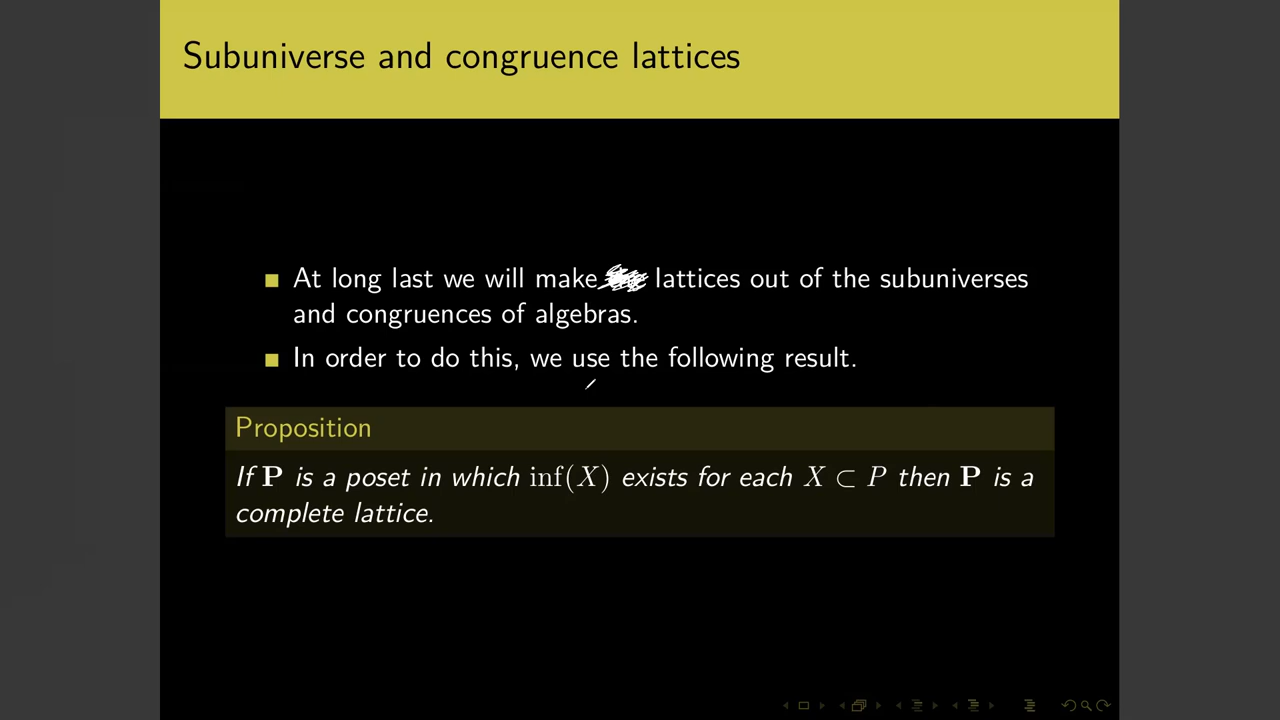 Subuniverse and congruence lattices
At long last we will make lattices out of the subuniverses
and congruences of algebras.
In order to do this, we use the following result.
Proposition
If P is a poset in which inf(X) exists for each X ⊂ P then P is a
complete lattice.